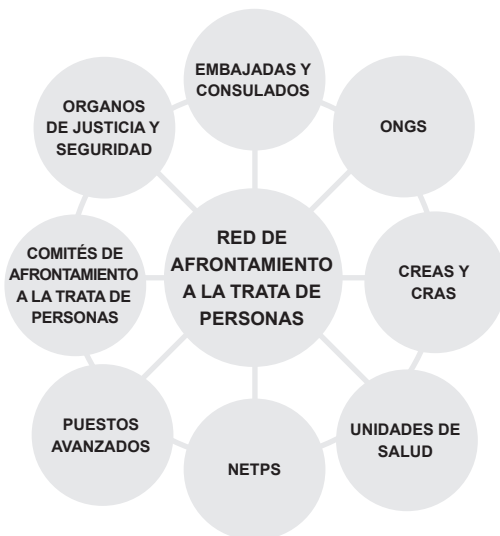 EMBAJADAS Y
CONSULADOS
ORGANOS
DE JUSTICIA Y
SEGURIDAD
ONGS
RED DE
AFRONTAMIENTO
A LA TRATA DE
PERSONAS
COMITÉS DE
AFRONTAMIENTO
A LA TRATA DE
PERSONAS
CREAS Y
CRAS
PUESTOS
AVANZADOS
UNIDADES DE
SALUD
NETPS